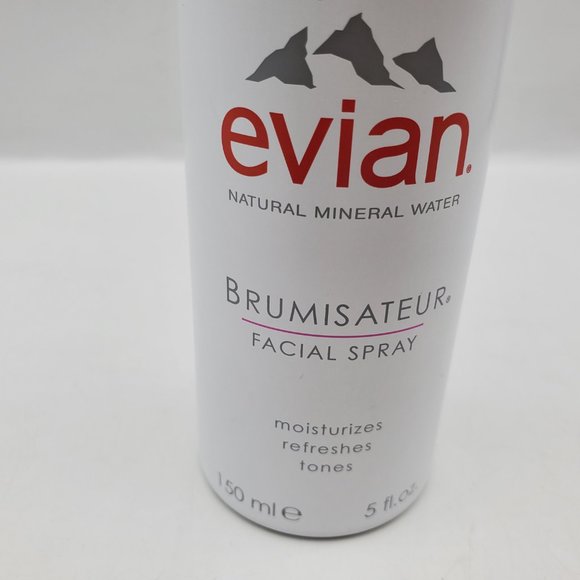 evian®
NATURAL MINERAL WATER
BRUMISATEUR®
FACIAL SPRAY
moisturizes
refreshes
tones
150 ml e 5 fl.oz.